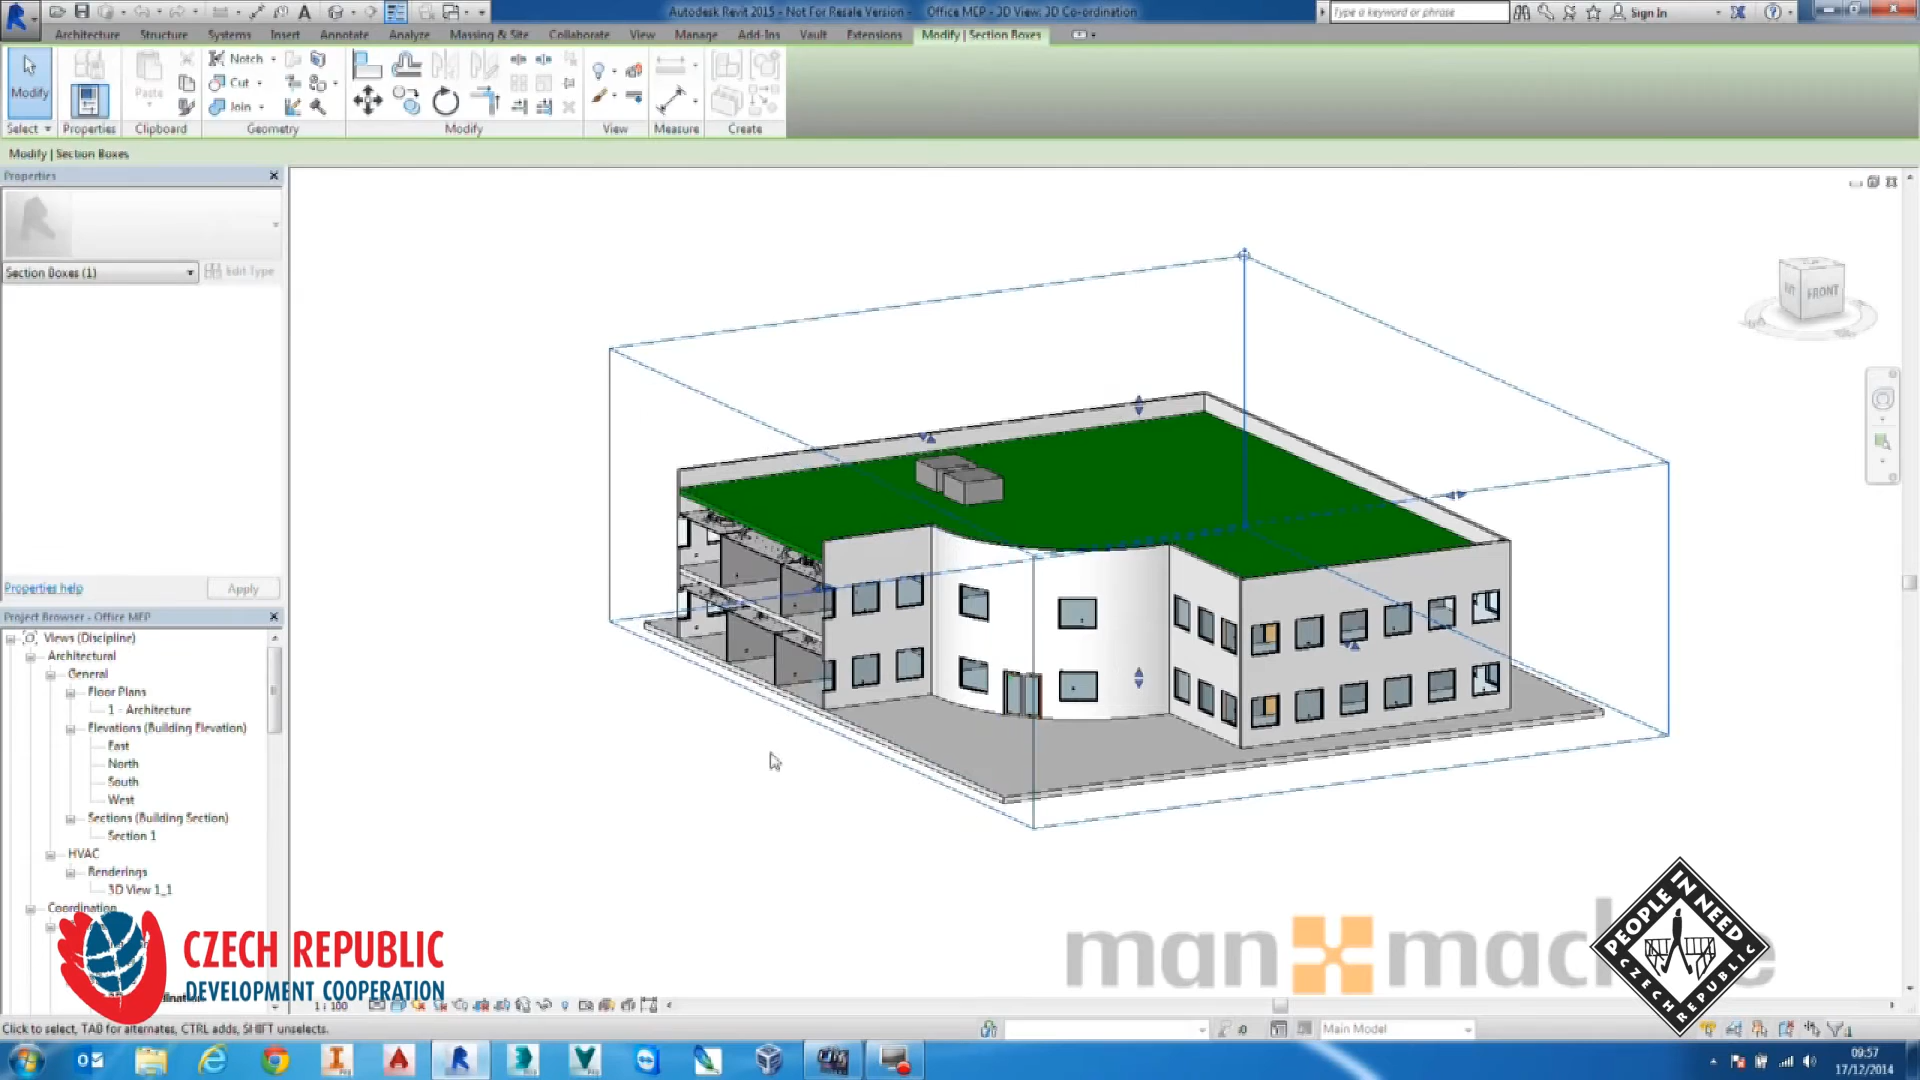 Autodesk Revit 2015 - Not For Resale Version - Office MEP - 3D View: 3D Co-ordination
Type a keyword or phrase
Sign In
Architecture Structure Systems Insert Annotate Analyze Massing & Site Collaborate View Manage Add-Ins Vault Extensions Modify | Section Boxes
Modify
Paste
Notch
Cut
Join
Select Properties Clipboard Geometry Modify View Measure Create
Modify | Section Boxes
Properties
Section Boxes (1)
Edit Type
Properties help
Apply
Project Browser - Office MEP
Views (Discipline)
Architectural
General
Floor Plans
1 - Architecture
Elevations (Building Elevation)
East
North
South
West
Sections (Building Section)
Section 1
HVAC
Renderings
3D View 1_1
Coordination
FRONT
CZECH REPUBLIC
DEVELOPMENT COOPERATION
man machine
PEOPLE IN NEED
CZECH REPUBLIC
1 : 100
Click to select, TAB for alternates, CTRL adds, SHIFT unselects.
:0
Main Model
09:57
17/12/2014